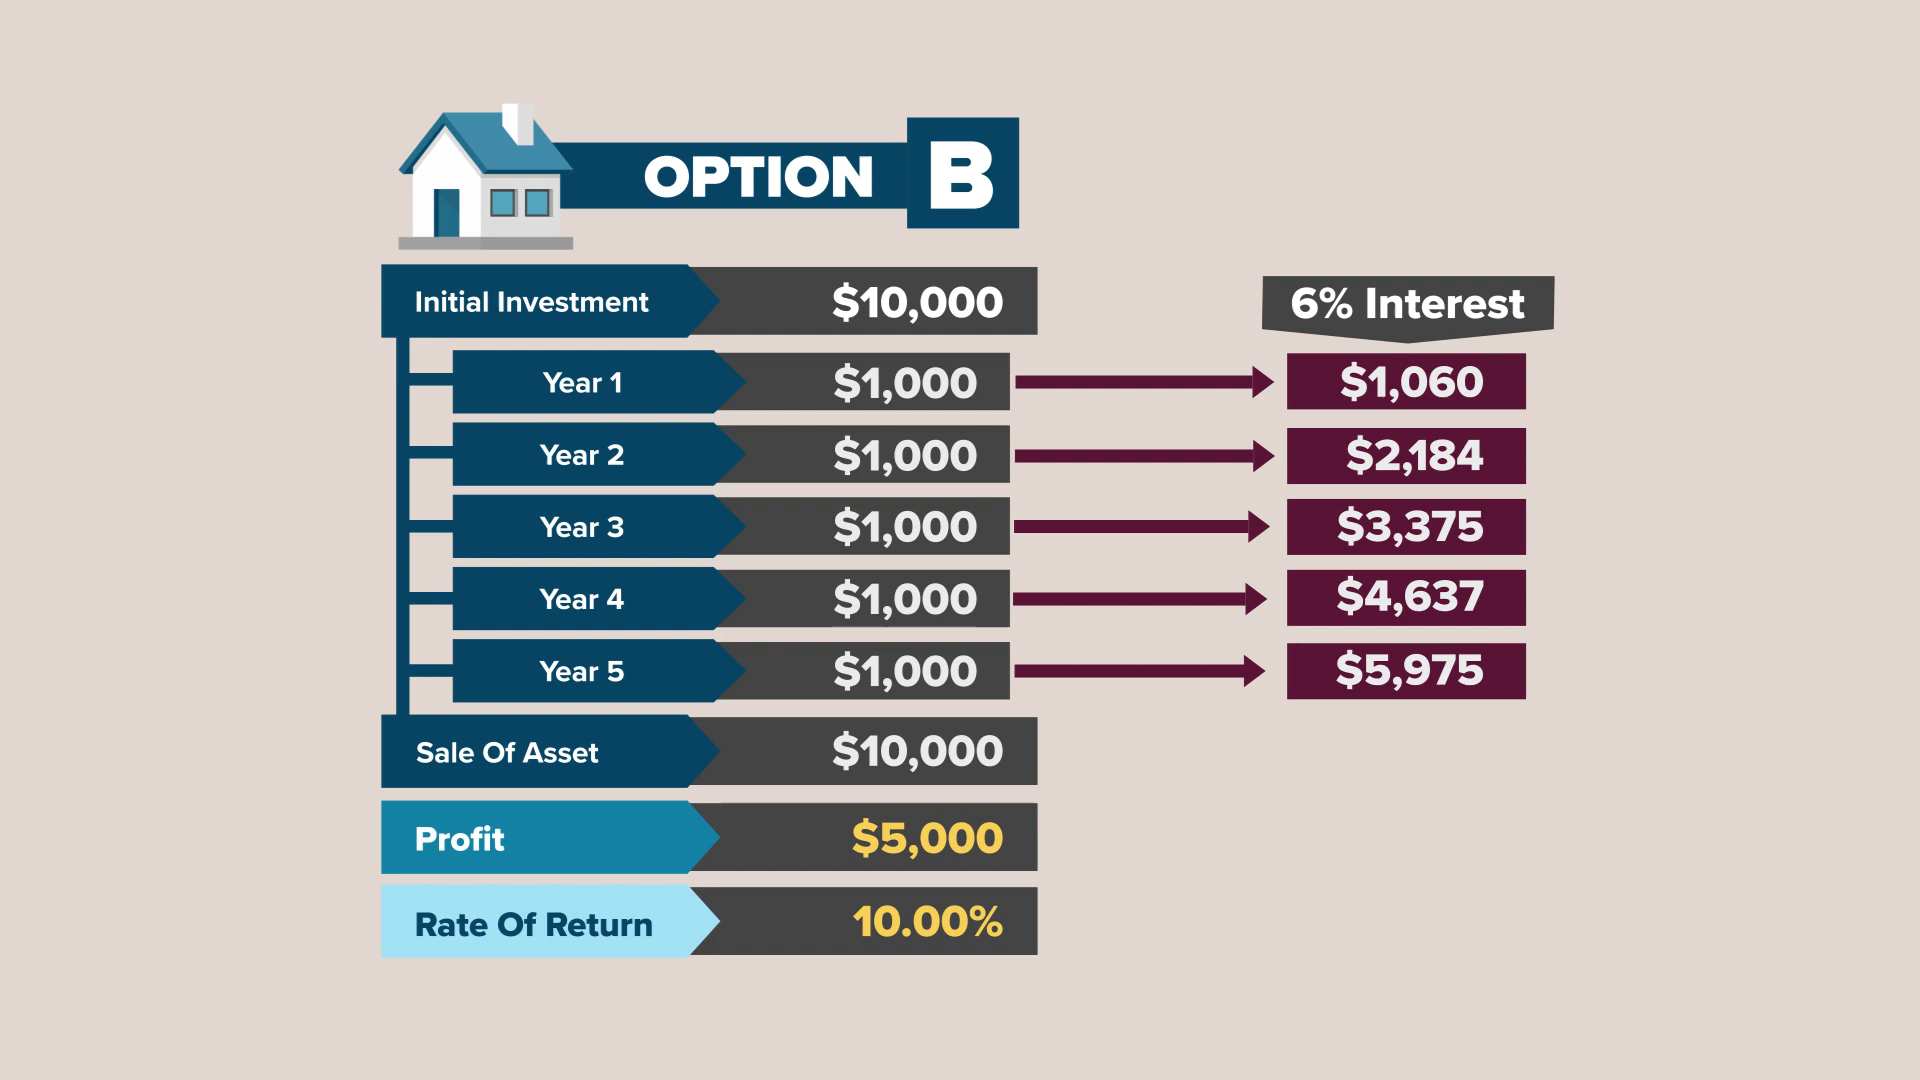 OPTION B
Initial Investment $10,000 6% Interest
Year 1 $1,000 $1,060
Year 2 $1,000 $2,184
Year 3 $1,000 $3,375
Year 4 $1,000 $4,637
Year 5 $1,000 $5,975
Sale Of Asset $10,000
Profit $5,000
Rate Of Return 10.00%